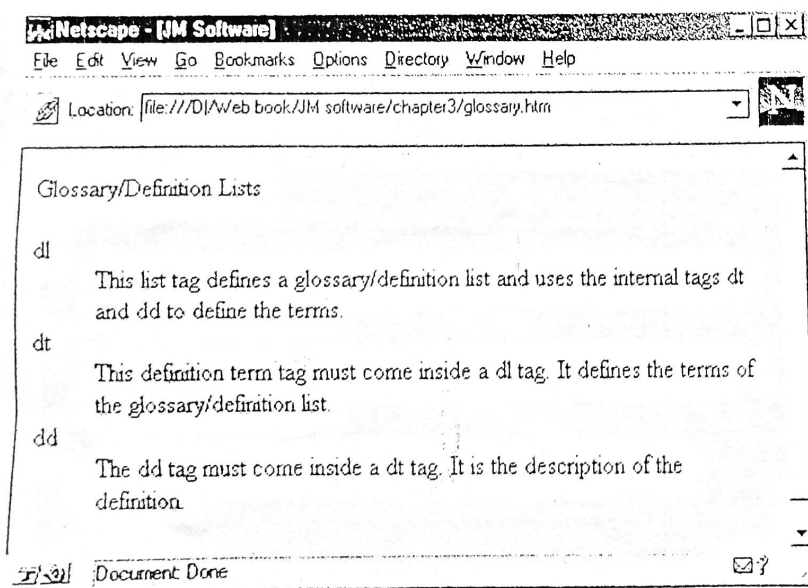 Netscape - [JM Software]
File Edit View Go Bookmarks Options Directory Window Help
Location: file:///D|/Web book/JM software/chapter3/glossary.htm
N
Glossary/Definition Lists
dl
This list tag defines a glossary/definition list and uses the internal tags dt
and dd to define the terms.
dt
This definition term tag must come inside a dl tag. It defines the terms of
the glossary/definition list.
dd
The dd tag must come inside a dt tag. It is the description of the
definition.
Document: Done